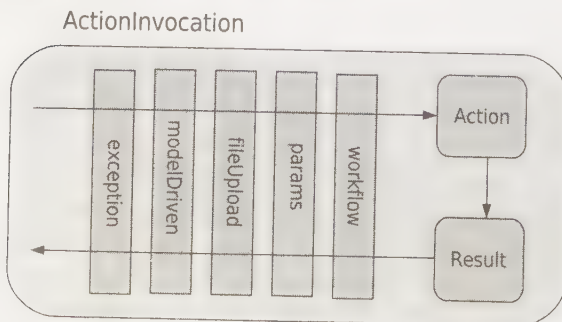 ActionInvocation
exception
modelDriven
fileUpload
params
workflow
Action
Result